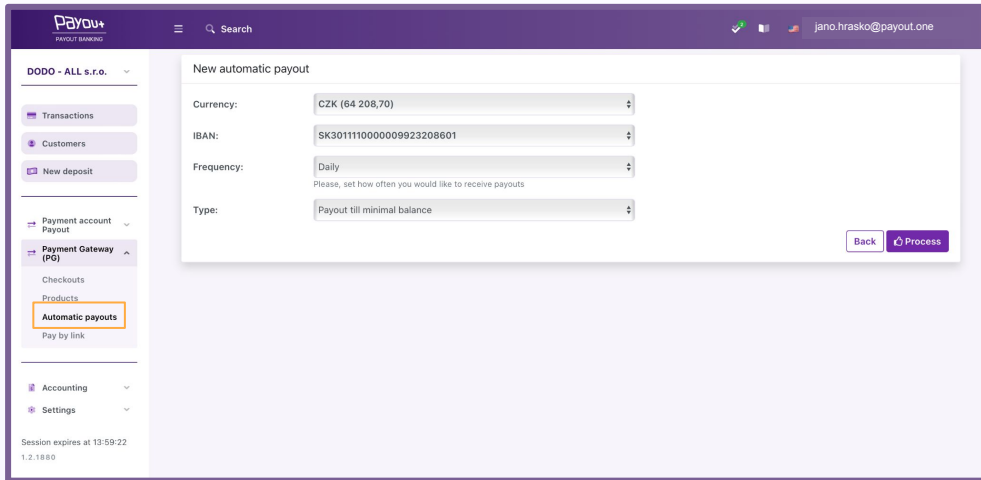 Payou+
PAYOUT BANKING
Search
2
jano.hrasko@payout.one
DODO - ALL s.r.o.
Transactions
Customers
New deposit
Payment account
Payout
Payment Gateway
(PG)
Checkouts
Products
Automatic payouts
Pay by link
Accounting
Settings
Session expires at 13:59:22
1.2.1880
New automatic payout
Currency:
CZK (64 208,70)
IBAN:
SK3011110000009923208601
Frequency:
Daily
Please, set how often you would like to receive payouts
Type:
Payout till minimal balance
Back
Process